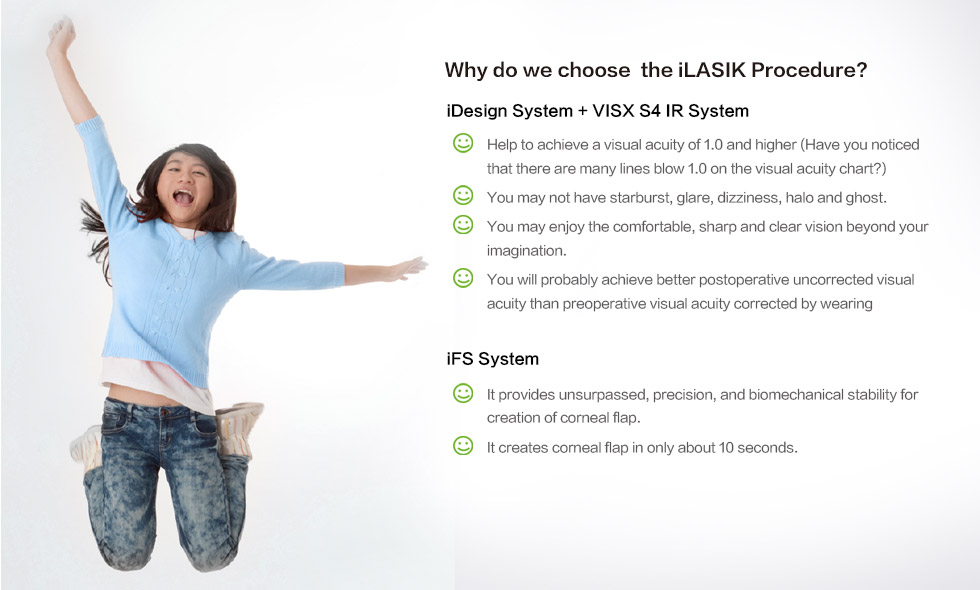 Why do we choose the iLASIK Procedure?
iDesign System + VISX S4 IR System
Help to achieve a visual acuity of 1.0 and higher (Have you noticed
that there are many lines blow 1.0 on the visual acuity chart?)
You may not have starburst, glare, dizziness, halo and ghost.
You may enjoy the comfortable, sharp and clear vision beyond your
imagination.
You will probably achieve better postoperative uncorrected visual
acuity than preoperative visual acuity corrected by wearing
iFS System
It provides unsurpassed, precision, and biomechanical stability for
creation of corneal flap.
It creates corneal flap in only about 10 seconds.